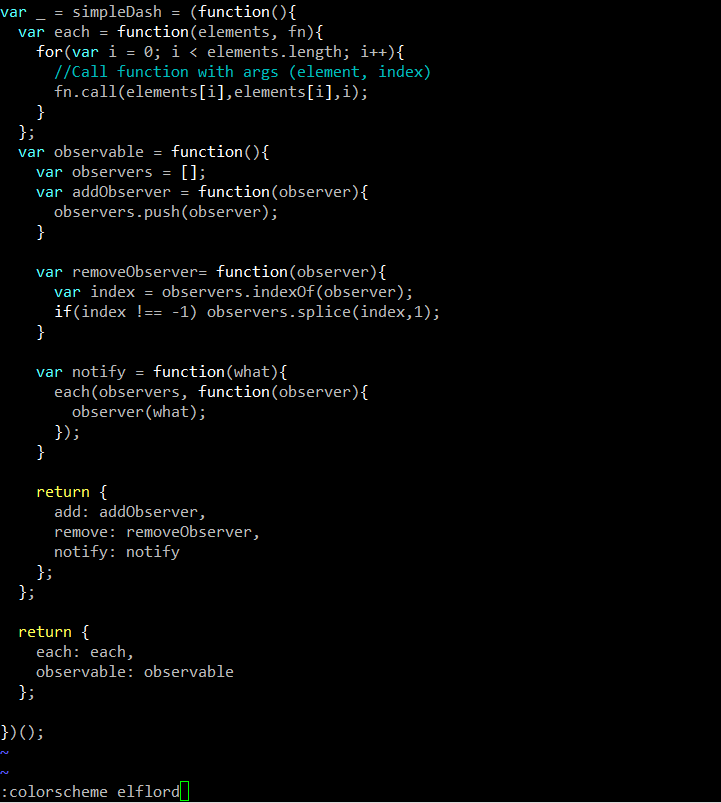 var _ = simpleDash = (function(){
  var each = function(elements, fn){
    for(var i = 0; i < elements.length; i++){
      //Call function with args (element, index)
      fn.call(elements[i],elements[i],i);
    }
  };
  var observable = function(){
    var observers = [];
    var addObserver = function(observer){
      observers.push(observer);
    }

    var removeObserver= function(observer){
      var index = observers.indexOf(observer);
      if(index !== -1) observers.splice(index,1);
    }

    var notify = function(what){
      each(observers, function(observer){
        observer(what);
      });
    }

    return {
      add: addObserver,
      remove: removeObserver,
      notify: notify
    };
  };

  return {
    each: each,
    observable: observable
  };

})();
~
~
:colorscheme elflord